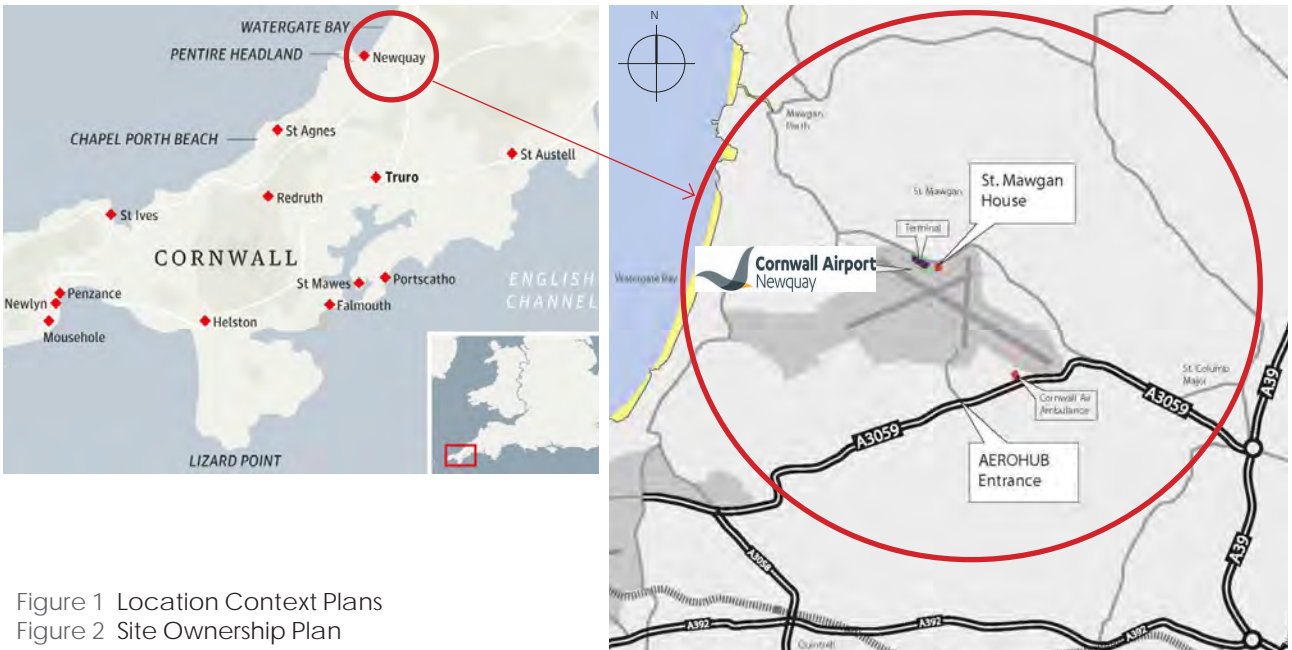 WATERGATE BAY
PENTIRE HEADLAND
Newquay
CHAPEL PORTH BEACH
St Agnes
St Austell
Truro
Redruth
St Ives
CORNWALL
St Mawes
Portscatho
ENGLISH
CHANNEL
Penzance
Newlyn
Falmouth
Mousehole
Helston
LIZARD POINT
Figure 1 Location Context Plans
Figure 2 Site Ownership Plan
N
Mawgan
Porth
St. Mawgan
St. Mawgan
House
Terminal
Cornwall Airport
Newquay
Watergate Bay
St. Columb
Major
A39
Cornwall Air
Ambulance
A3059
A3059
AEROHUB
Entrance
A39
A3058
A392
A392
A392
Quintrell